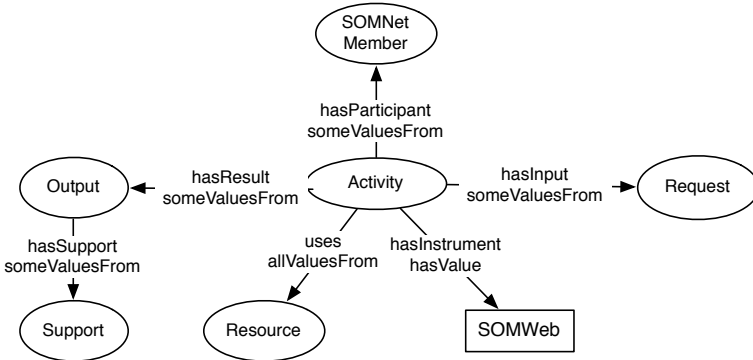 SOMNet
Member
hasParticipant
someValuesFrom
Output
hasResult
someValuesFrom
Activity
hasInput
someValuesFrom
Request
hasSupport
someValuesFrom
uses
allValuesFrom
hasInstrument
hasValue
Support
Resource
SOMWeb